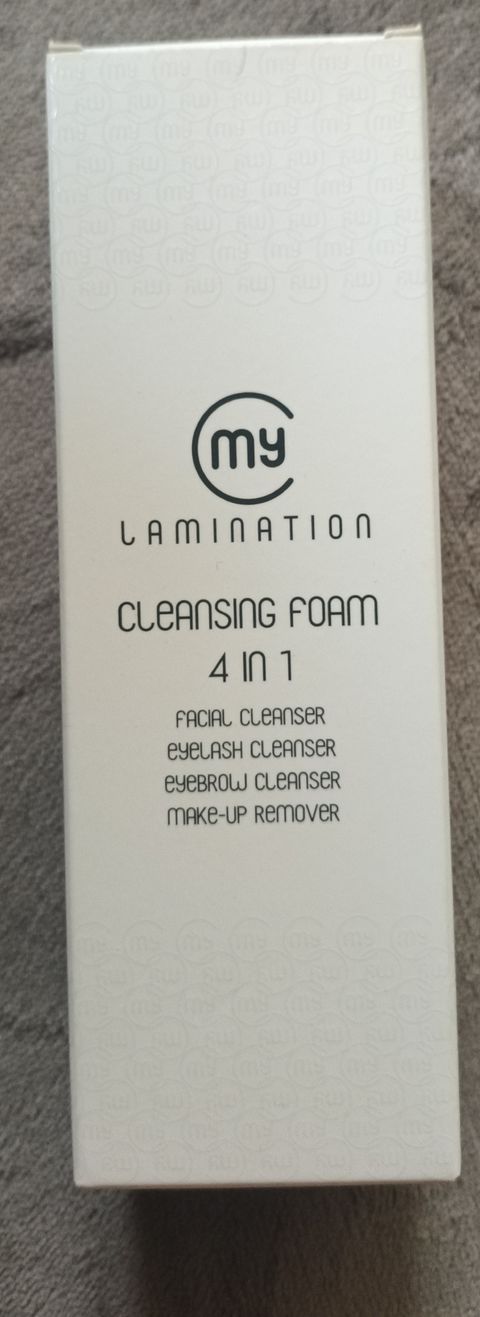 my
LAMINATION
CLEANSING FOAM
4 IN 1
FACIAL CLEANSER
EYELASH CLEANSER
EYEBROW CLEANSER
MAKE-UP REMOVER